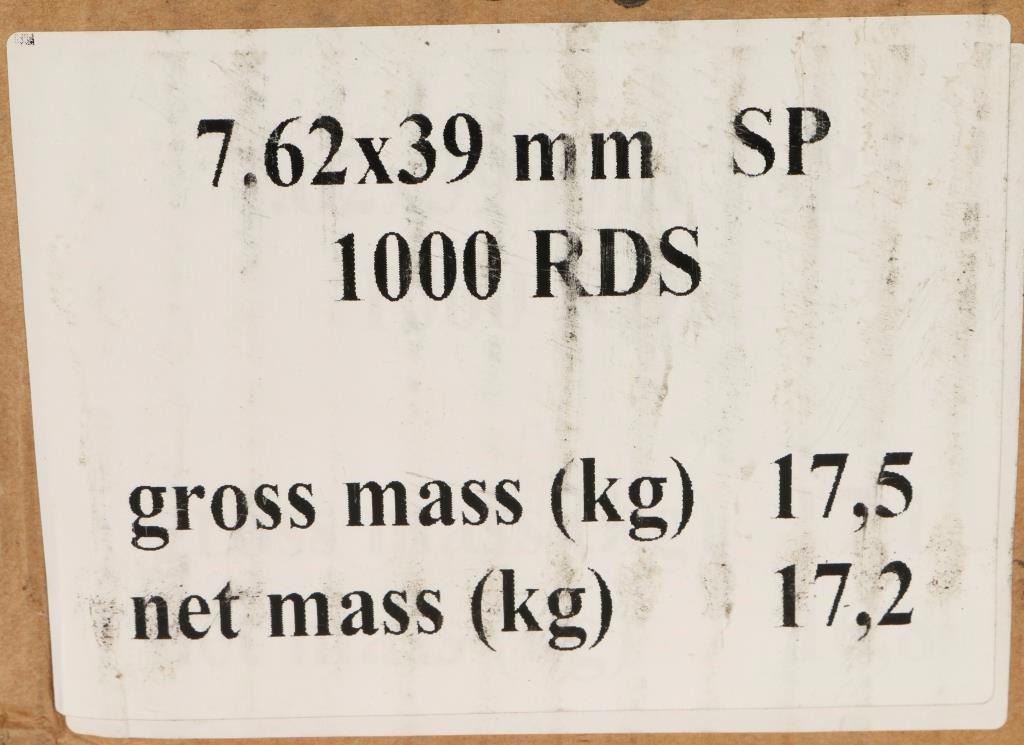 7.62x39 mm SP
1000 RDS
gross mass (kg) 17,5
net mass (kg) 17,2